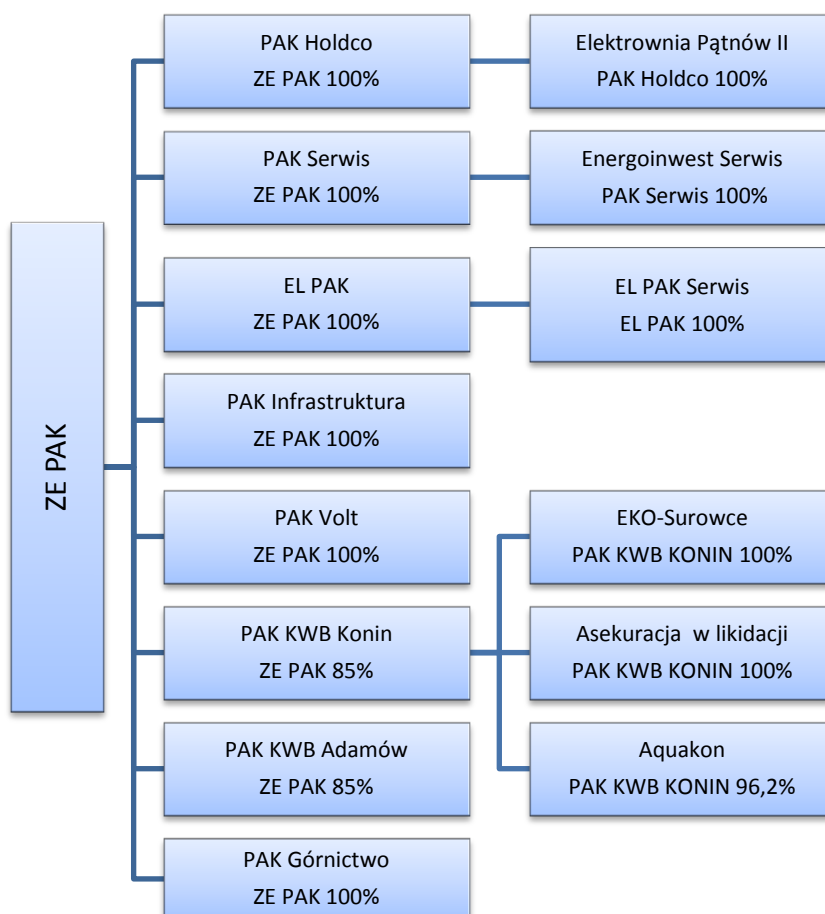 ZE PAK
PAK Holdco
ZE PAK 100%
Elektrownia Pątnów II
PAK Holdco 100%
PAK Serwis
ZE PAK 100%
Energoinwest Serwis
PAK Serwis 100%
EL PAK
ZE PAK 100%
EL PAK Serwis
EL PAK 100%
PAK Infrastruktura
ZE PAK 100%
PAK Volt
ZE PAK 100%
PAK KWB Konin
ZE PAK 85%
EKO-Surowce
PAK KWB KONIN 100%
Asekuracja w likidacji
PAK KWB KONIN 100%
Aquakon
PAK KWB KONIN 96,2%
PAK KWB Adamów
ZE PAK 85%
PAK Górnictwo
ZE PAK 100%